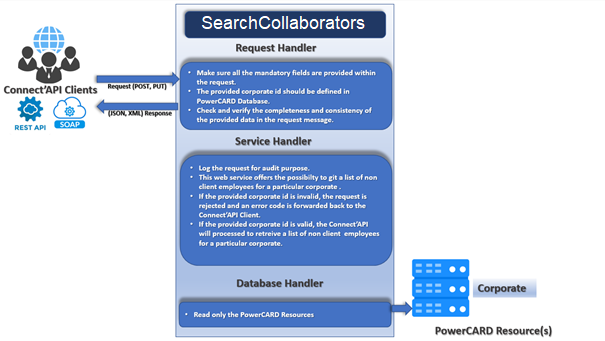 SearchCollaborators
Request Handler
Connect'API Clients
REST API
SOAP
Request (POST, PUT)
(JSON, XML) Response
• Make sure all the mandatory fields are provided within
the request.
• The provided corporate id should be defined in
PowerCARD Database.
• Check and verify the completeness and consistency of
the provided data in the request message.
Service Handler
• Log the request for audit purpose.
• This web service offers the possibilty to git a list of non
client employees for a particular corporate .
• If the provided corporate id is invalid, the request is
rejected and an error code is forwarded back to the
Connect'API Client.
• If the provided corporate id is valid, the Connect'API
will processed to retreive a list of non client employees
for a particular corporate.
Database Handler
• Read only the PowerCARD Resources
Corporate
PowerCARD Resource(s)